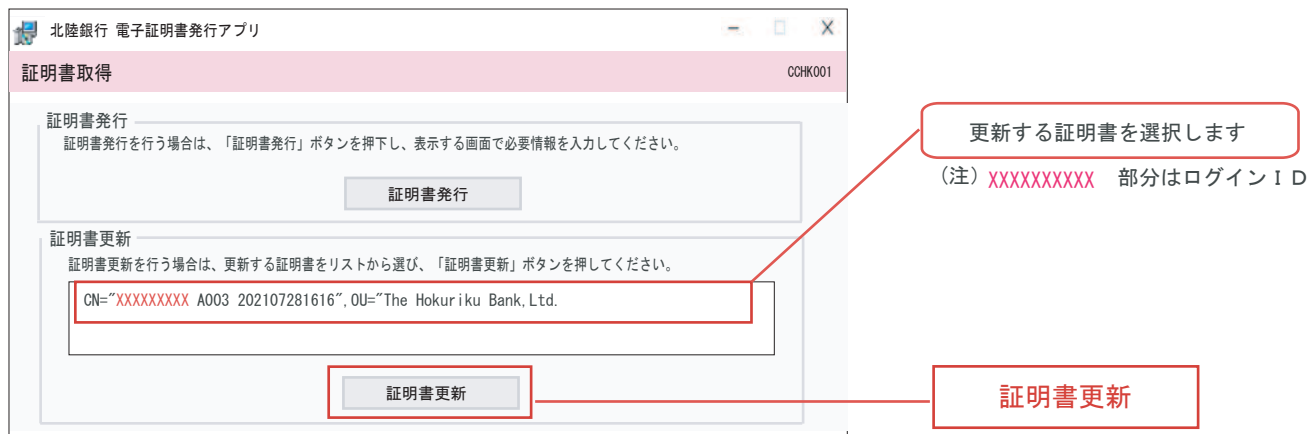 北陸銀行 電子証明書発行アプリ
証明書取得
CCHK001
証明書発行
証明書発行を行う場合は、「証明書発行」ボタンを押下し、表示する画面で必要情報を入力してください。
証明書発行
証明書更新
証明書更新を行う場合は、更新する証明書をリストから選び、「証明書更新」ボタンを押してください。
CN="XXXXXXXXX A003 202107281616",OU="The Hokuriku Bank,Ltd.
証明書更新
更新する証明書を選択します
（注）XXXXXXXXXX　部分はログインＩＤ
証明書更新